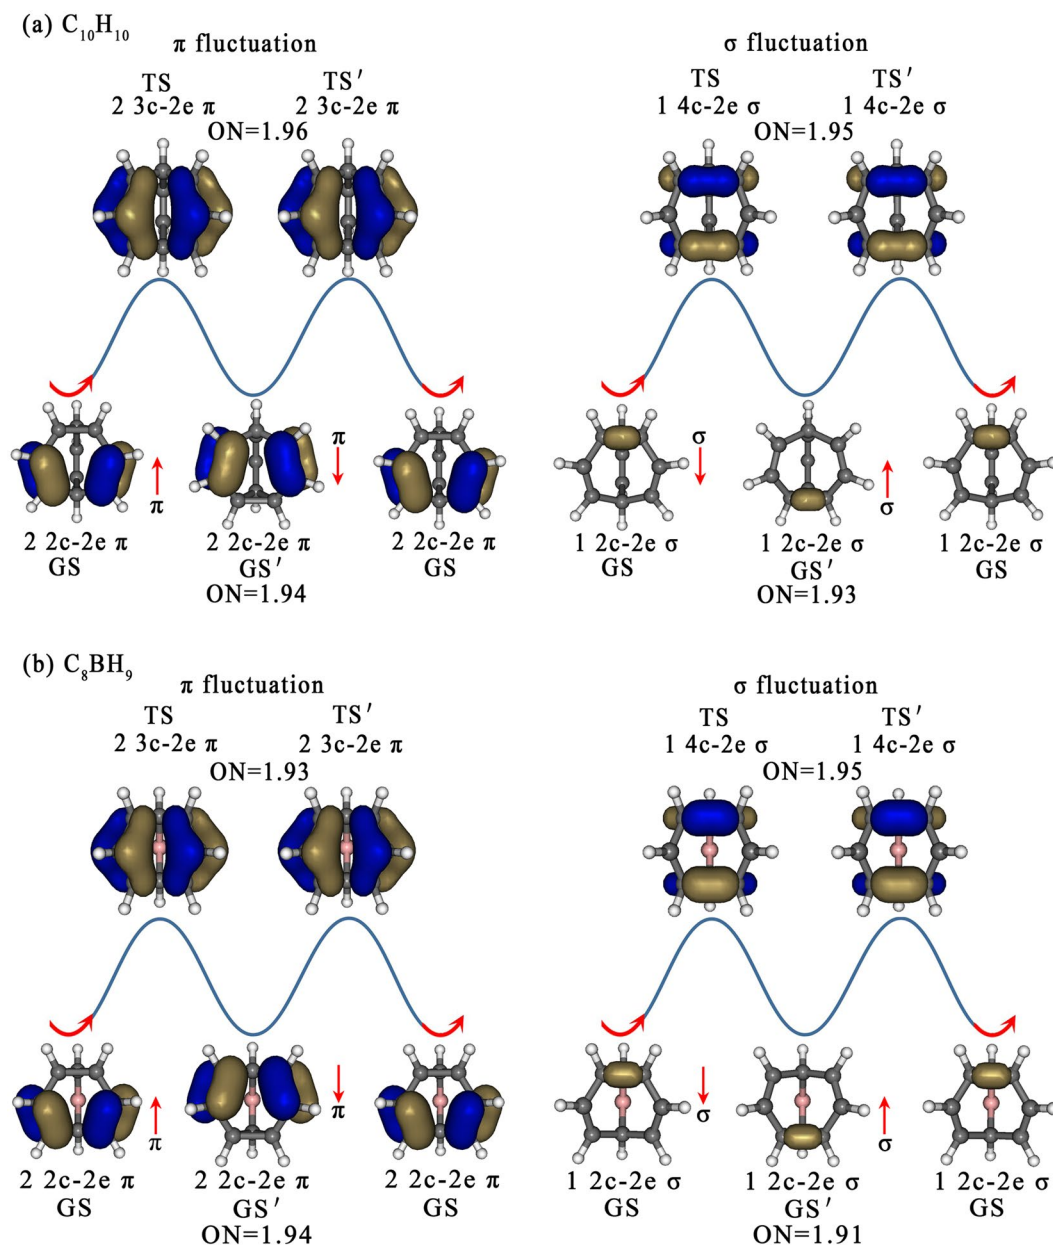 (a) C₁₀H₁₀
π fluctuation
TS TS′
2 3c-2e π 2 3c-2e π
ON=1.96
π
π
2 2c-2e π 2 2c-2e π 2 2c-2e π
GS GS′ GS
ON=1.94
σ fluctuation
TS TS′
1 4c-2e σ 1 4c-2e σ
ON=1.95
σ
σ
1 2c-2e σ 1 2c-2e σ 1 2c-2e σ
GS GS′ GS
ON=1.93
(b) C₈BH₉
π fluctuation
TS TS′
2 3c-2e π 2 3c-2e π
ON=1.93
π
π
2 2c-2e π 2 2c-2e π 2 2c-2e π
GS GS′ GS
ON=1.94
σ fluctuation
TS TS′
1 4c-2e σ 1 4c-2e σ
ON=1.95
σ
σ
1 2c-2e σ 1 2c-2e σ 1 2c-2e σ
GS GS′ GS
ON=1.91